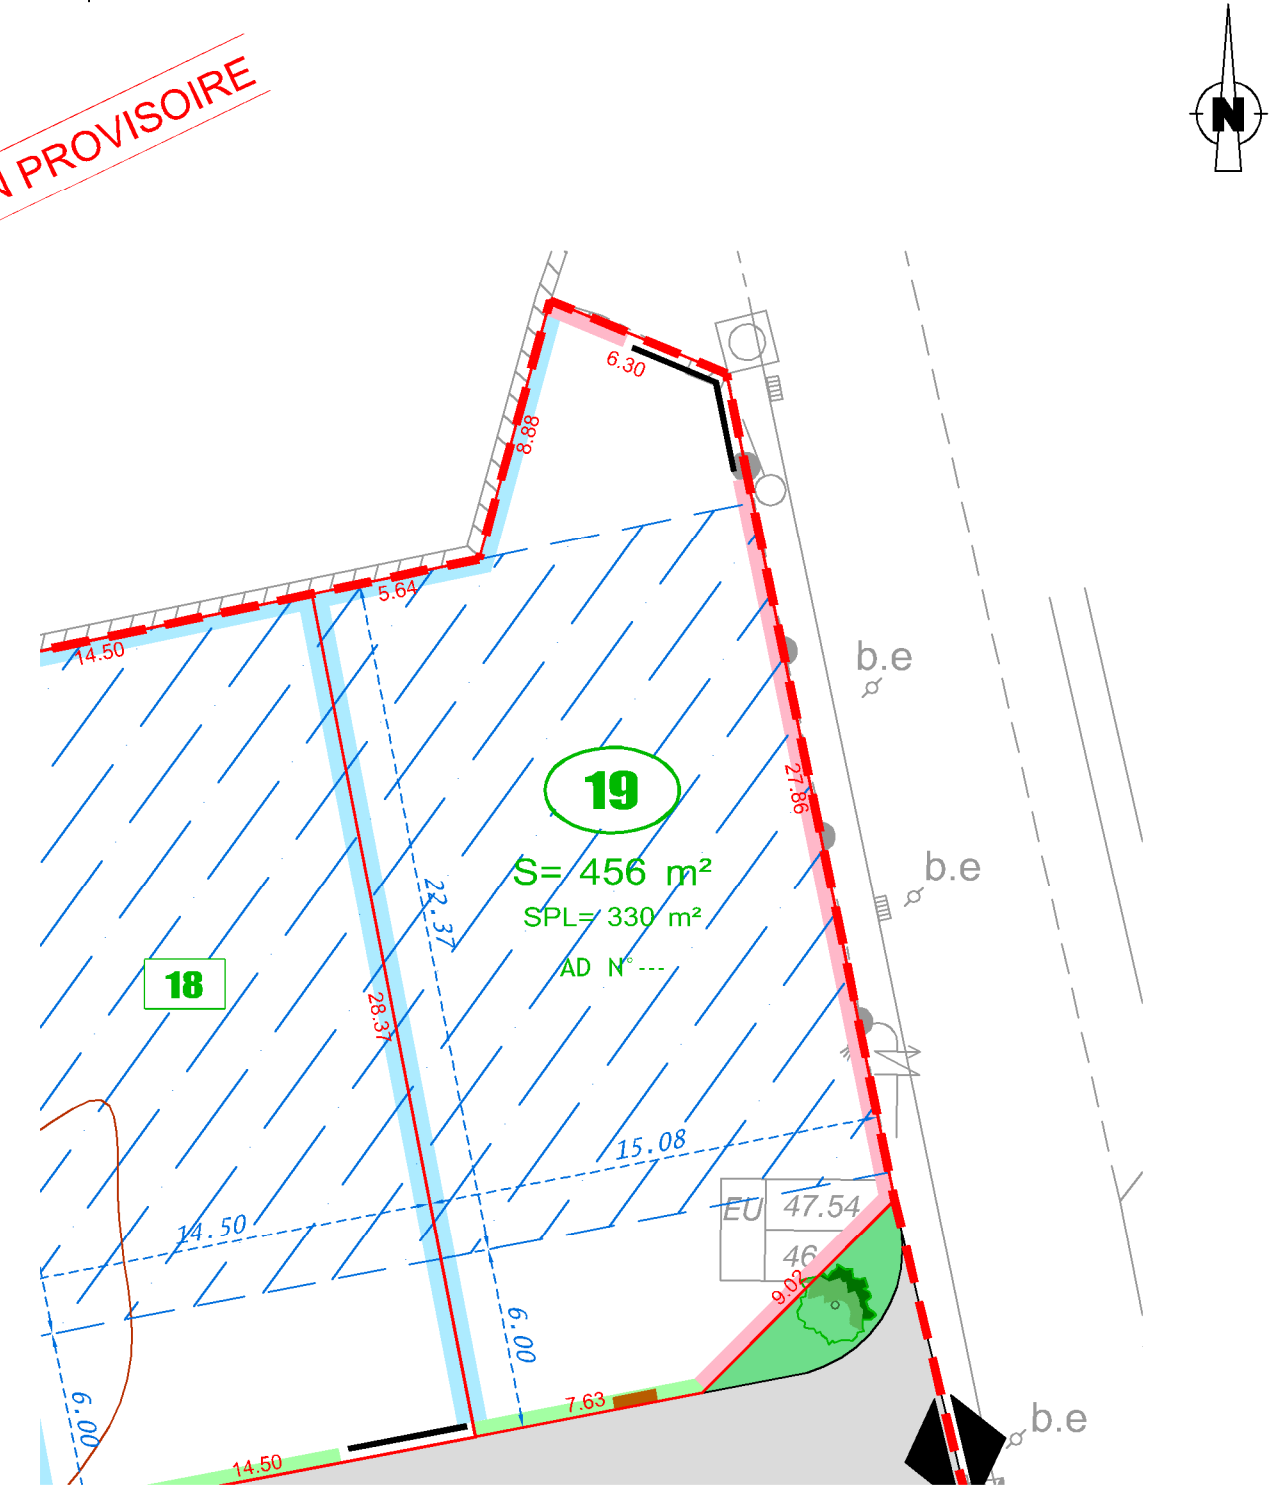 N PROVISOIRE
N
6.30
8.88
5.64
14.50
b.e
27.86
19
b.e
S= 456 m²
22.37
SPL= 330 m²
AD N°---
18
28.37
15.08
EU 47.54
14.50
46
9.02
6.00
7.63
6.00
b.e
14.50